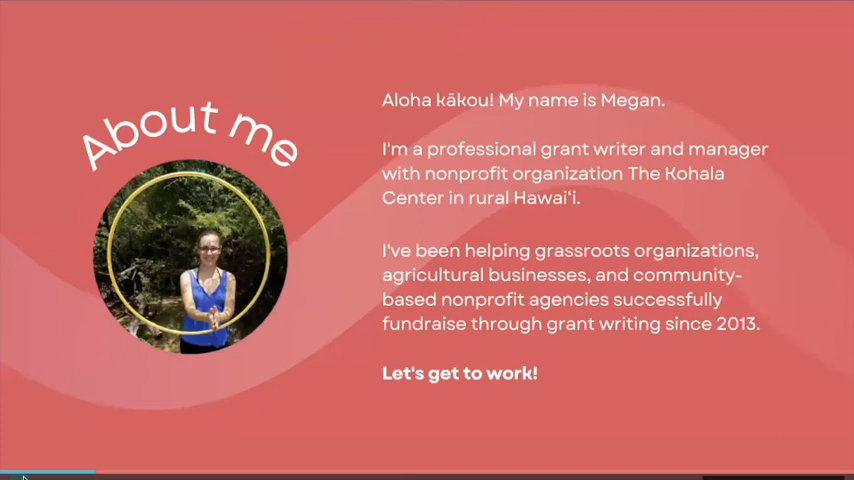 About me
Aloha kākou! My name is Megan.
I'm a professional grant writer and manager
with nonprofit organization The Kohala
Center in rural Hawaiʻi.
I've been helping grassroots organizations,
agricultural businesses, and community-
based nonprofit agencies successfully
fundraise through grant writing since 2013.
Let's get to work!